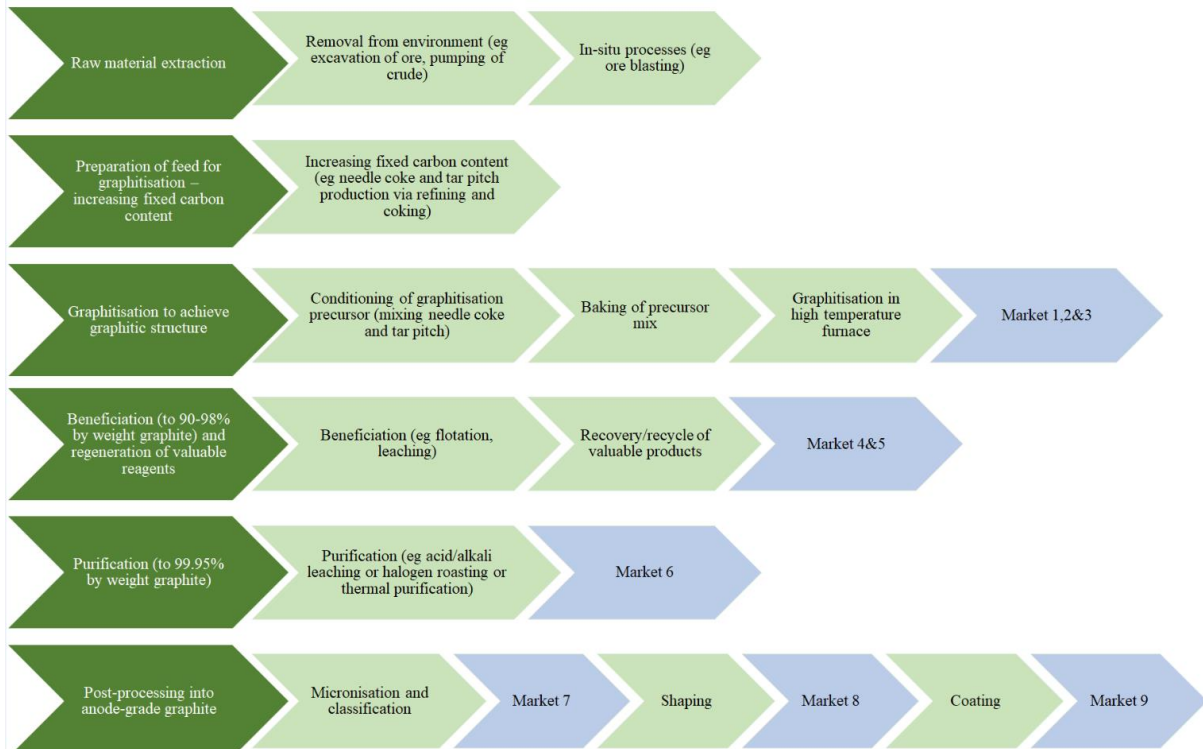 Raw material extraction
Removal from environment (eg
excavation of ore, pumping of
crude)
In-situ processes (eg
ore blasting)
Preparation of feed for
graphitisation –
increasing fixed carbon
content
Increasing fixed carbon content
(eg needle coke and tar pitch
production via refining and
coking)
Graphitisation to achieve
graphitic structure
Conditioning of graphitisation
precursor (mixing needle coke
and tar pitch)
Baking of precursor
mix
Graphitisation in
high temperature
furnace
Market 1,2&3
Beneficiation (to 90-98%
by weight graphite) and
regeneration of valuable
reagents
Beneficiation (eg flotation,
leaching)
Recovery/recycle of
valuable products
Market 4&5
Purification (to 99.95%
by weight graphite)
Purification (eg acid/alkali
leaching or halogen roasting or
thermal purification)
Market 6
Post-processing into
anode-grade graphite
Micronisation and
classification
Market 7
Shaping
Market 8
Coating
Market 9